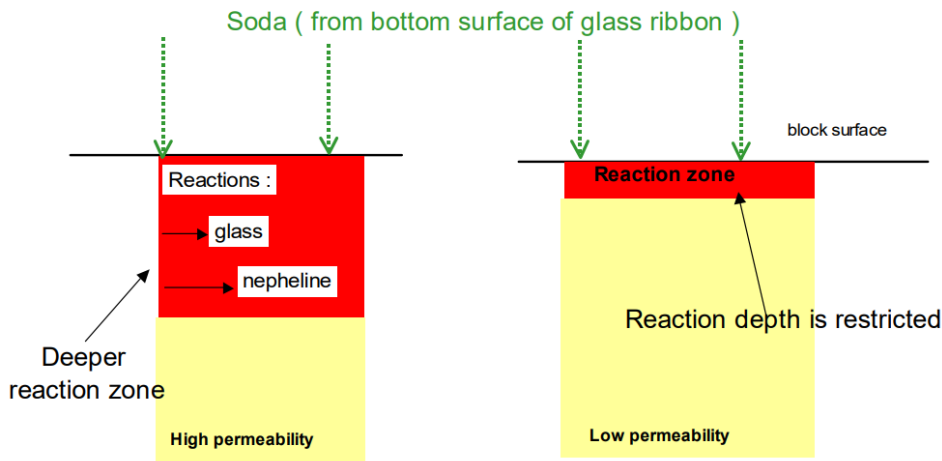 Soda ( from bottom surface of glass ribbon )
block surface
Reactions :
glass
nepheline
Deeper
reaction zone
High permeability
Reaction zone
Reaction depth is restricted
Low permeability